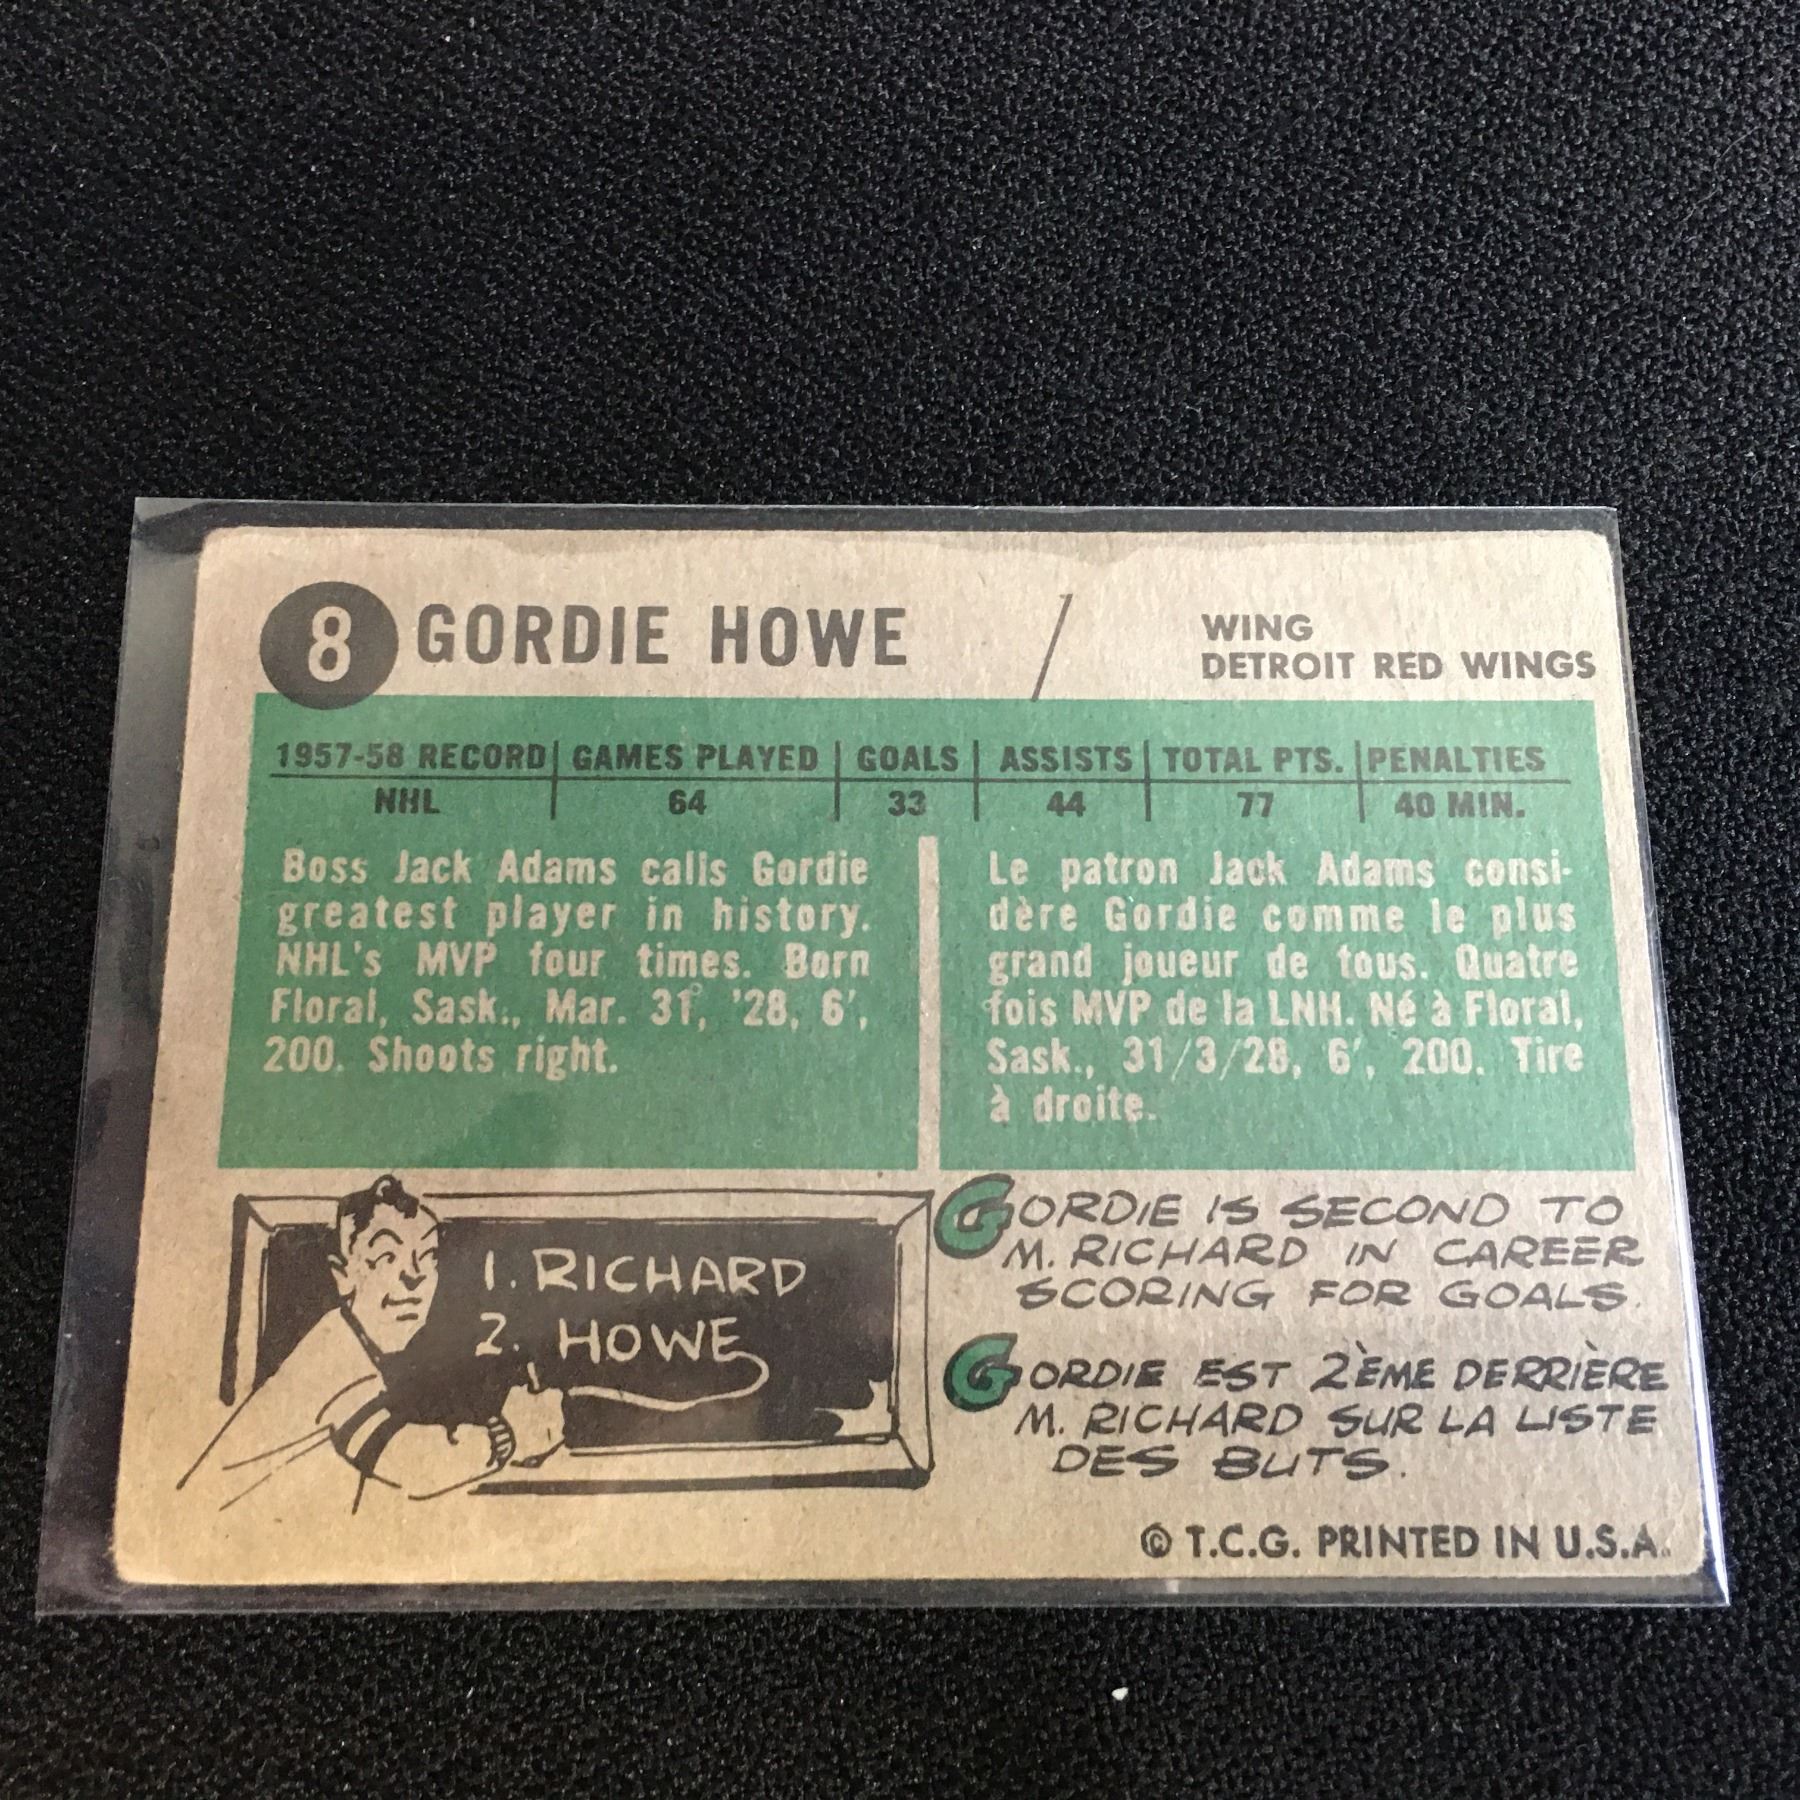 8 GORDIE HOWE / WING
DETROIT RED WINGS
1957-58 RECORD GAMES PLAYED GOALS ASSISTS TOTAL PTS. PENALTIES
NHL 64 33 44 77 40 MIN.
Boss Jack Adams calls Gordie
greatest player in history.
NHL's MVP four times. Born
Floral, Sask., Mar. 31, '28, 6',
200. Shoots right.
Le patron Jack Adams consi-
dère Gordie comme le plus
grand joueur de tous. Quatre
fois MVP de la LNH. Né à Floral,
Sask., 31/3/28, 6', 200. Tire
à droite.
1. RICHARD
2. HOWE
GORDIE IS SECOND TO
M. RICHARD IN CAREER
SCORING FOR GOALS.
GORDIE EST 2ÈME DERRIÈRE
M. RICHARD SUR LA LISTE
DES BUTS.
© T.C.G. PRINTED IN U.S.A.